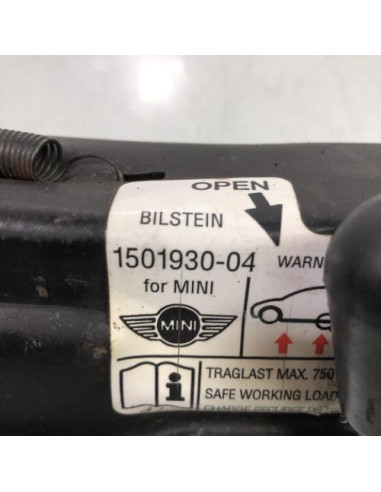 OPEN
BILSTEIN
1501930-04
for MINI
WARN
MINI
TRAGLAST MAX. 750
SAFE WORKING LOAD